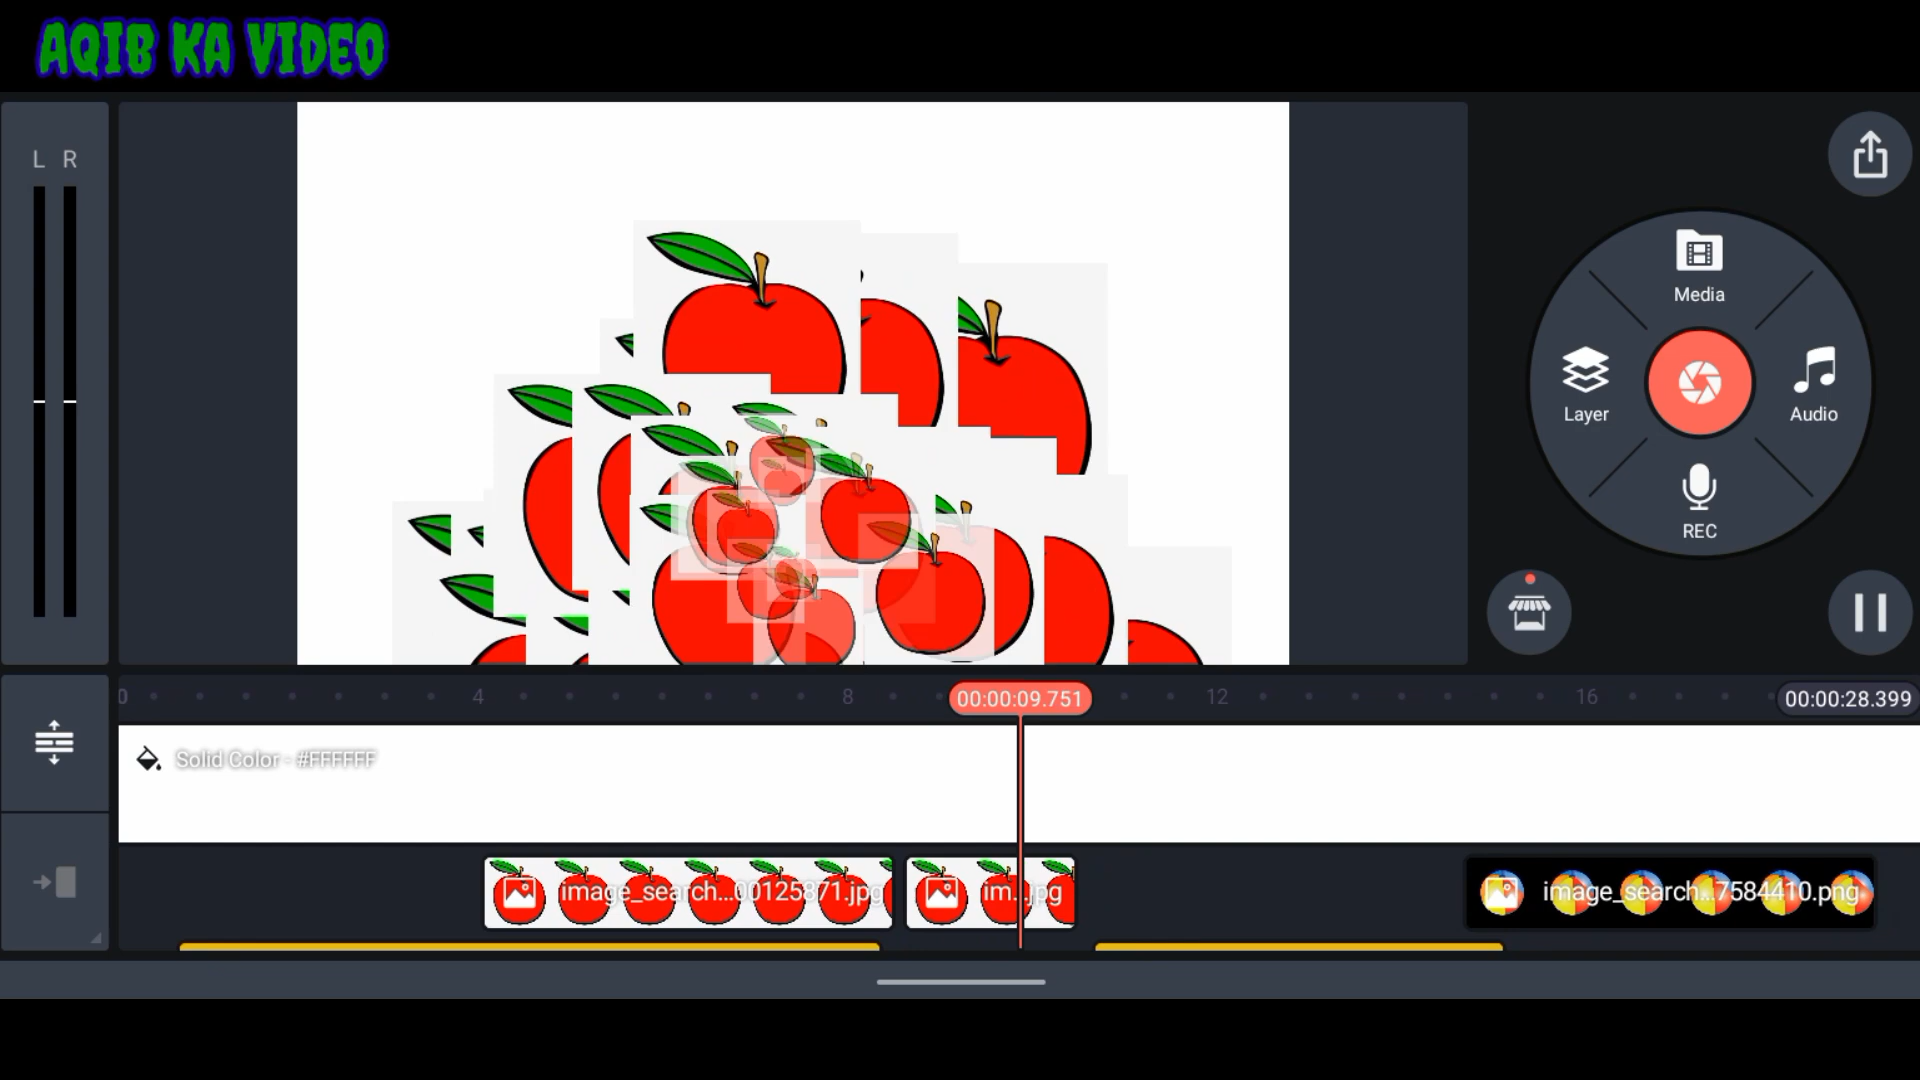 AQIB KA VIDEO
L R
Media
Layer
Audio
REC
0 4 8 00:00:09.751 12 16 00:00:28.399
Solid Color - #FFFFFF
image_search...00125871.jpg
im...jpg
image_search...7584410.png